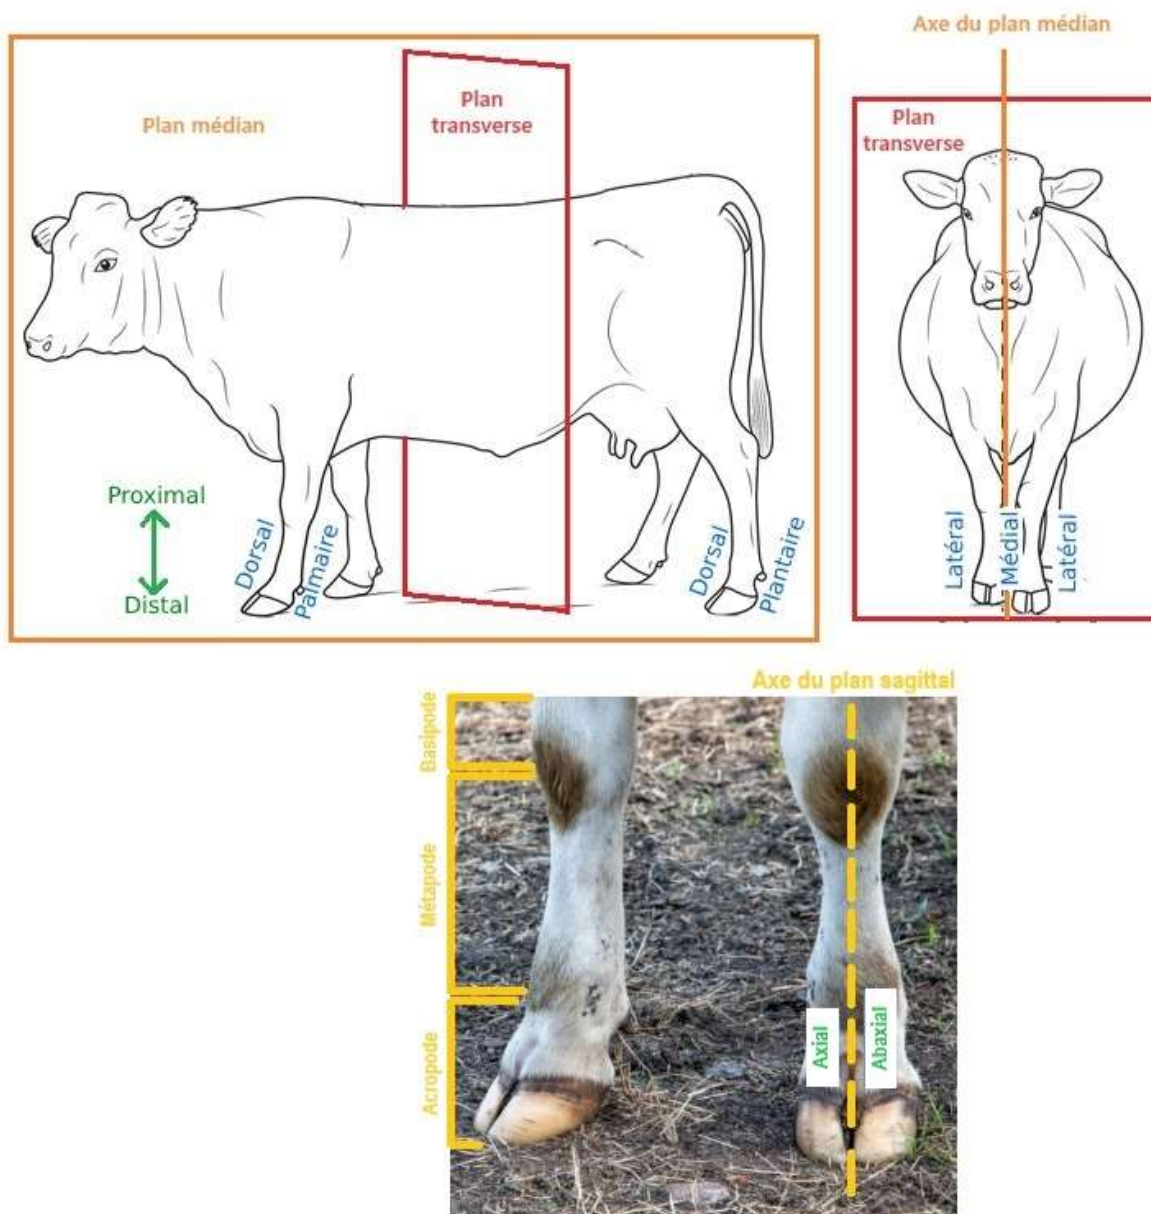 Axe du plan médian
Plan médian
Plan
transverse
Plan
transverse
Proximal
Distal
Dorsal
Palmaire
Dorsal
Plantaire
Latéral
Médial
Latéral
Axe du plan sagittal
Basipode
Métapode
Acropode
Axial
Abaxial